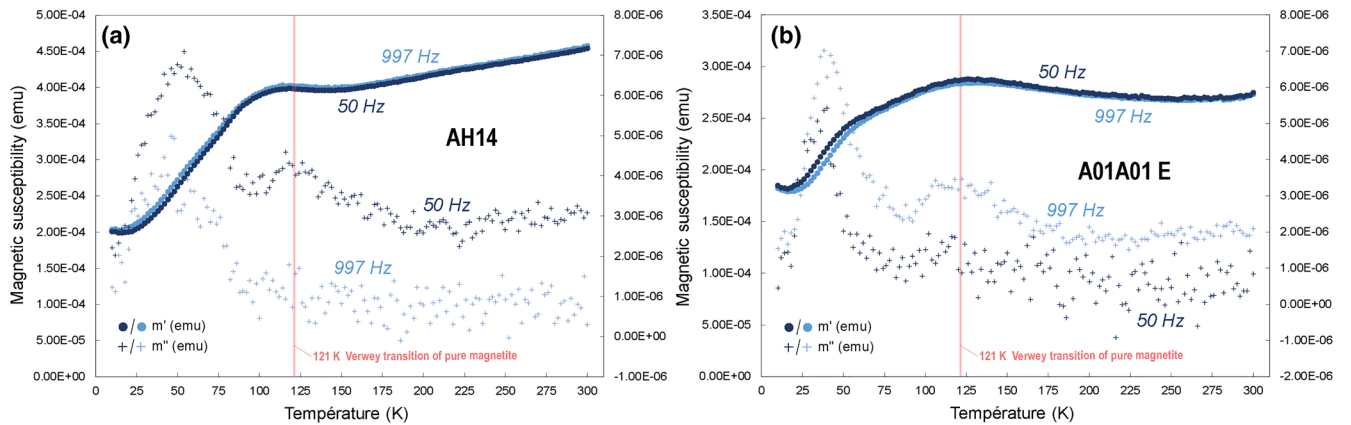 (a)
5.00E-04
4.50E-04
4.00E-04
3.50E-04
3.00E-04
2.50E-04
2.00E-04
1.50E-04
1.00E-04
5.00E-05
0.00E+00
Magnetic susceptibility (emu)
8.00E-06
7.00E-06
6.00E-06
5.00E-06
4.00E-06
3.00E-06
2.00E-06
1.00E-06
0.00E+00
-1.00E-06
997 Hz
50 Hz
AH14
50 Hz
997 Hz
/ m' (emu)
/ m" (emu)
121 K Verwey transition of pure magnetite
0 25 50 75 100 125 150 175 200 225 250 275 300
Température (K)
(b)
3.50E-04
3.00E-04
2.50E-04
2.00E-04
1.50E-04
1.00E-04
5.00E-05
0.00E+00
Magnetic susceptibility (emu)
8.00E-06
7.00E-06
6.00E-06
5.00E-06
4.00E-06
3.00E-06
2.00E-06
1.00E-06
0.00E+00
-1.00E-06
-2.00E-06
50 Hz
997 Hz
A01A01 E
997 Hz
50 Hz
/ m' (emu)
/ m" (emu)
121 K Verwey transition of pure magnetite
0 25 50 75 100 125 150 175 200 225 250 275 300
Température (K)